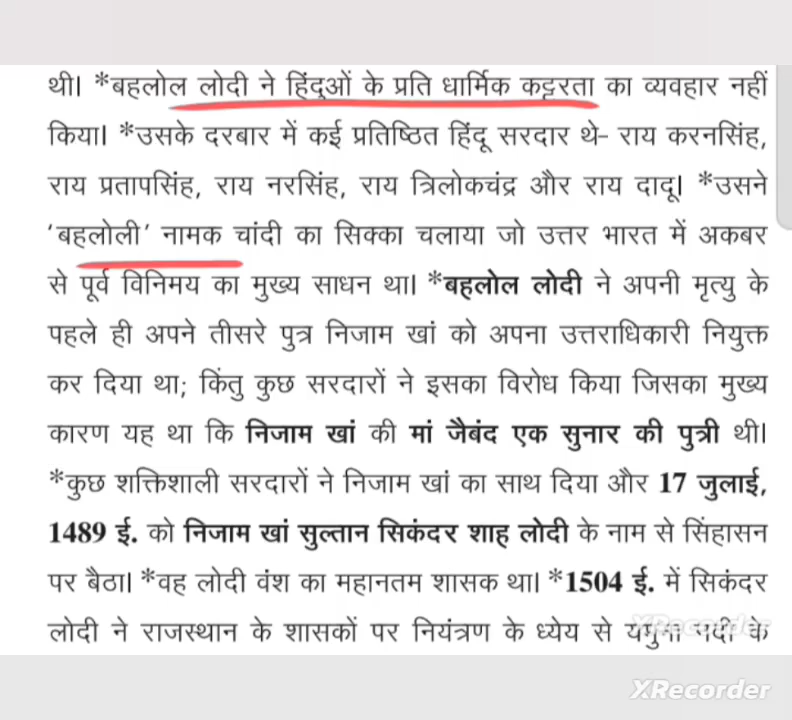 थी। *बहलोल लोदी ने हिंदुओं के प्रति धार्मिक कट्टरता का व्यवहार नहीं
किया। *उसके दरबार में कई प्रतिष्ठित हिंदू सरदार थे- राय करनसिंह,
राय प्रतापसिंह, राय नरसिंह, राय त्रिलोकचंद्र और राय दादू। *उसने
'बहलोली' नामक चांदी का सिक्का चलाया जो उत्तर भारत में अकबर
से पूर्व विनिमय का मुख्य साधन था। *बहलोल लोदी ने अपनी मृत्यु के
पहले ही अपने तीसरे पुत्र निजाम खां को अपना उत्तराधिकारी नियुक्त
कर दिया था; किंतु कुछ सरदारों ने इसका विरोध किया जिसका मुख्य
कारण यह था कि निजाम खां की मां जैबंद एक सुनार की पुत्री थी।
*कुछ शक्तिशाली सरदारों ने निजाम खां का साथ दिया और 17 जुलाई,
1489 ई. को निजाम खां सुल्तान सिकंदर शाह लोदी के नाम से सिंहासन
पर बैठा। *वह लोदी वंश का महानतम शासक था। *1504 ई. में सिकंदर
लोदी ने राजस्थान के शासकों पर नियंत्रण के ध्येय से यमुना नदी के
XRecorder
XRecorder